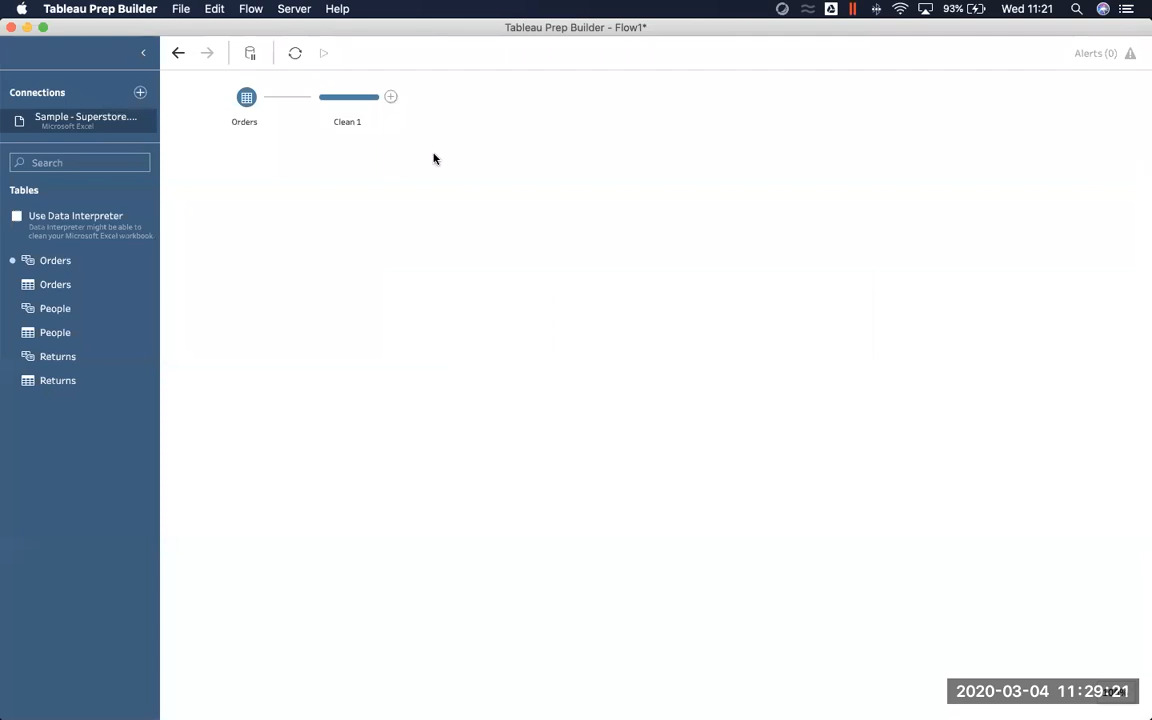 Tableau Prep Builder File Edit Flow Server Help 93% Wed 11:21
Tableau Prep Builder - Flow1*
Alerts (0)
Connections
Sample - Superstore....
Microsoft Excel
Orders
Clean 1
Search
Tables
Use Data Interpreter
Data Interpreter might be able to
clean your Microsoft Excel workbook
Orders
Orders
People
People
Returns
Returns
2020-03-04 11:29:21